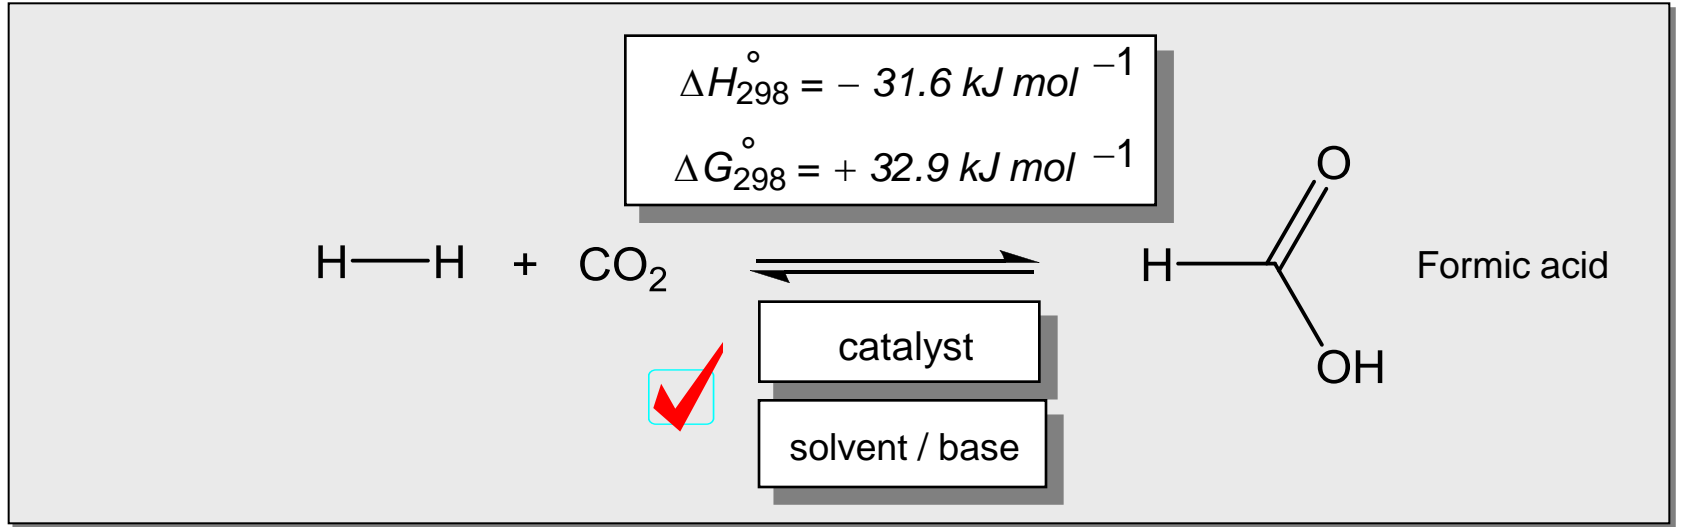 ΔH°298 = − 31.6 kJ mol −1
ΔG°298 = + 32.9 kJ mol −1
H H + CO2 H O OH Formic acid
catalyst
solvent / base